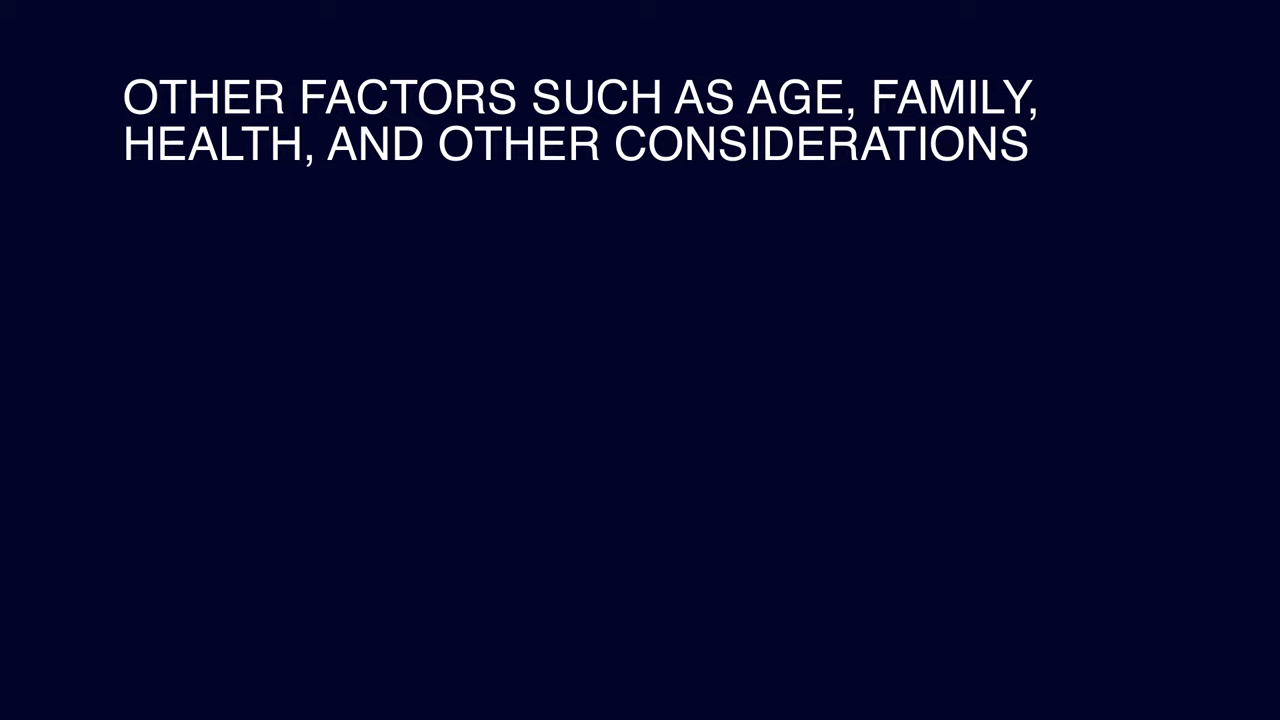 OTHER FACTORS SUCH AS AGE, FAMILY,
HEALTH, AND OTHER CONSIDERATIONS